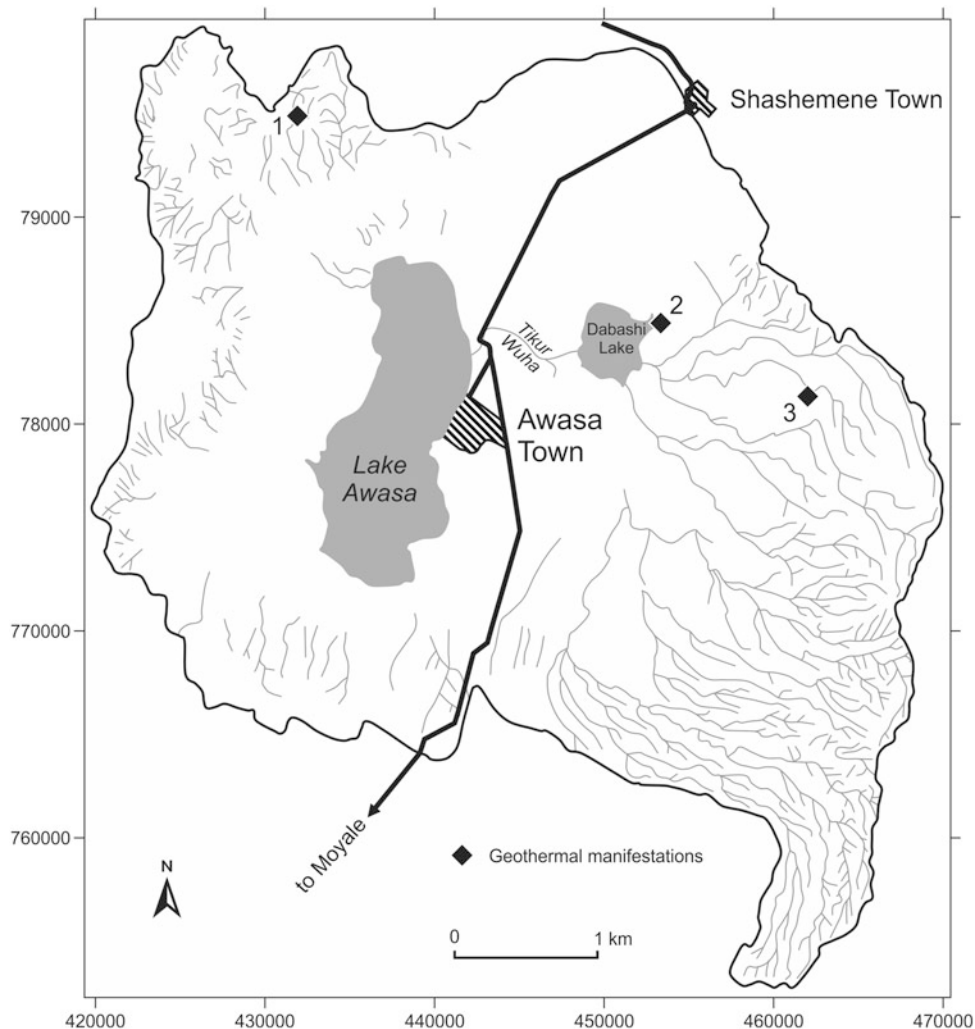 Shashemene Town
1
79000
2
Tikur
Wuha
Dabashi
Lake
3
78000
Awasa
Town
Lake
Awasa
770000
760000
to Moyale
N
Geothermal manifestations
0 1 km
420000 430000 440000 450000 460000 470000